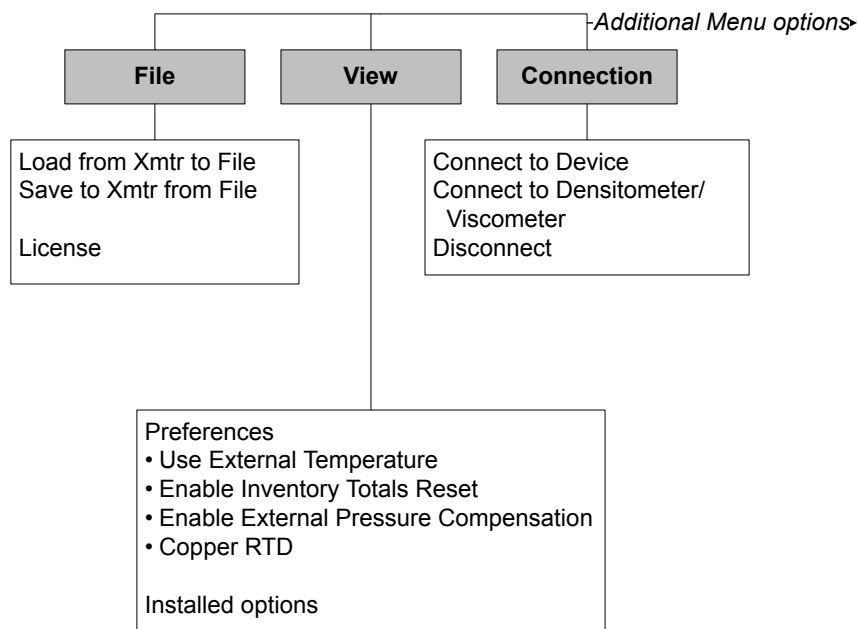 Additional Menu options
File
View
Connection
Load from Xmtr to File
Save to Xmtr from File
License
Connect to Device
Connect to Densitometer/
Viscometer
Disconnect
Preferences
• Use External Temperature
• Enable Inventory Totals Reset
• Enable External Pressure Compensation
• Copper RTD
Installed options